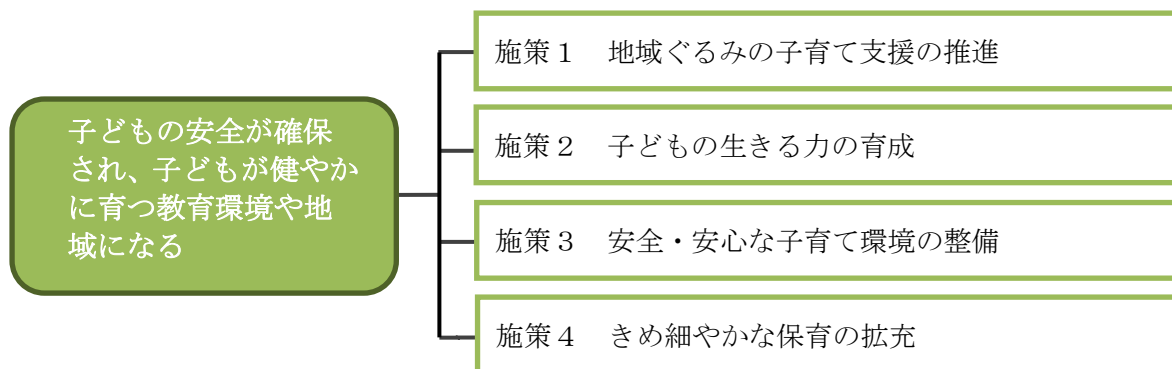 子どもの安全が確保
され、子どもが健やか
に育つ教育環境や地
域になる
施策１　地域ぐるみの子育て支援の推進
施策２　子どもの生きる力の育成
施策３　安全・安心な子育て環境の整備
施策４　きめ細やかな保育の拡充